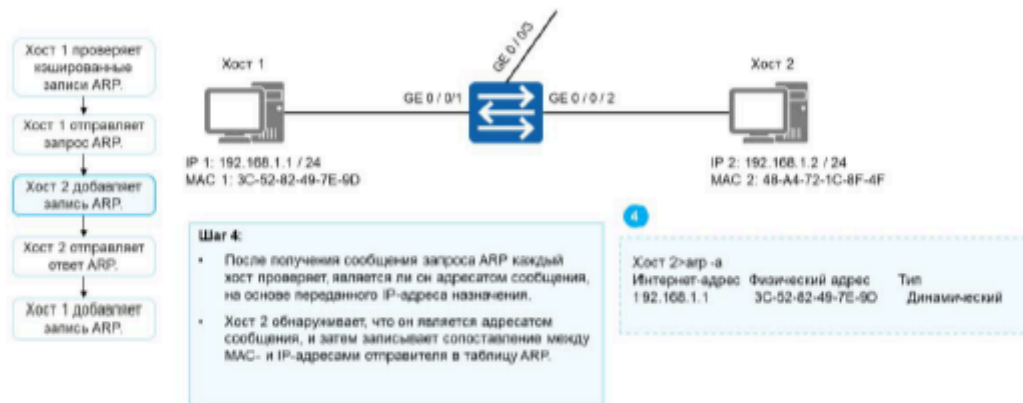 Хост 1 проверяет
кэшированные
записи ARP.
Хост 1 отправляет
запрос ARP.
Хост 2 добавляет
запись ARP.
Хост 2 отправляет
ответ ARP.
Хост 1 добавляет
запись ARP.
Хост 1
GE 0 / 0/1
GE 0 / 0/3
GE 0 / 0 / 2
Хост 2
IP 1: 192.168.1.1 / 24
MAC 1: 3C-52-82-49-7E-9D
IP 2: 192.168.1.2 / 24
MAC 2: 48-A4-72-1C-8F-4F
Шаг 4:
• После получения сообщения запроса ARP каждый
хост проверяет, является ли он адресатом сообщения,
на основе переданного IP-адреса назначения.
• Хост 2 обнаруживает, что он является адресатом
сообщения, и затем записывает сопоставление между
MAC- и IP-адресами отправителя в таблицу ARP.
4
Хост 2>arp -a
Интернет-адрес Физический адрес Тип
192.168.1.1 3C-52-82-49-7E-9D Динамический